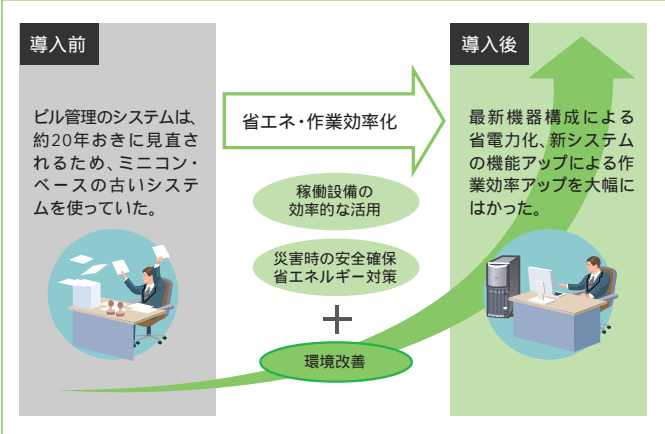 導入前
ビル管理のシステムは、
約20年おきに見直さ
れるため、ミニコン・
ベースの古いシステ
ムを使っていた。
省エネ・作業効率化
稼働設備の
効率的な活用
災害時の安全確保
省エネルギー対策
+
環境改善
導入後
最新機器構成による
省電力化、新システム
の機能アップによる作
業効率アップを大幅に
はかった。